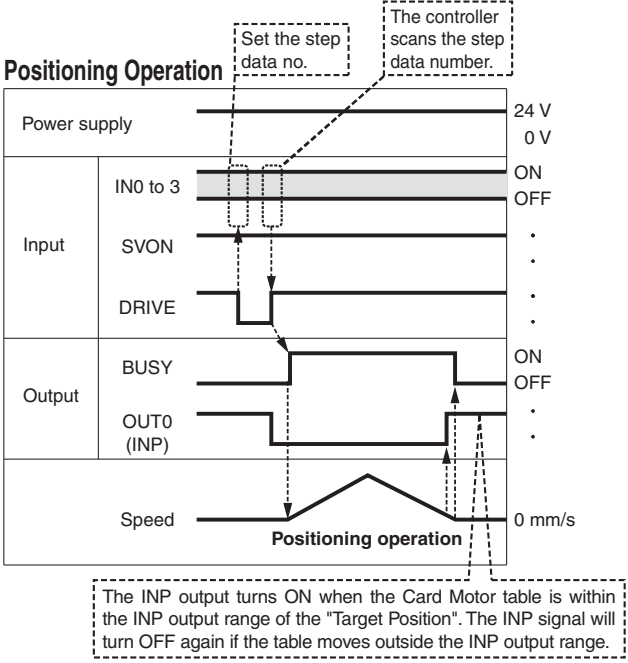 Set the step
data no.
The controller
scans the step
data number.
Positioning Operation
Power supply
24 V
0 V
Input
IN0 to 3
ON
OFF
SVON
DRIVE
Output
BUSY
ON
OFF
OUT0
(INP)
Speed
0 mm/s
Positioning operation
The INP output turns ON when the Card Motor table is within
the INP output range of the "Target Position". The INP signal will
turn OFF again if the table moves outside the INP output range.